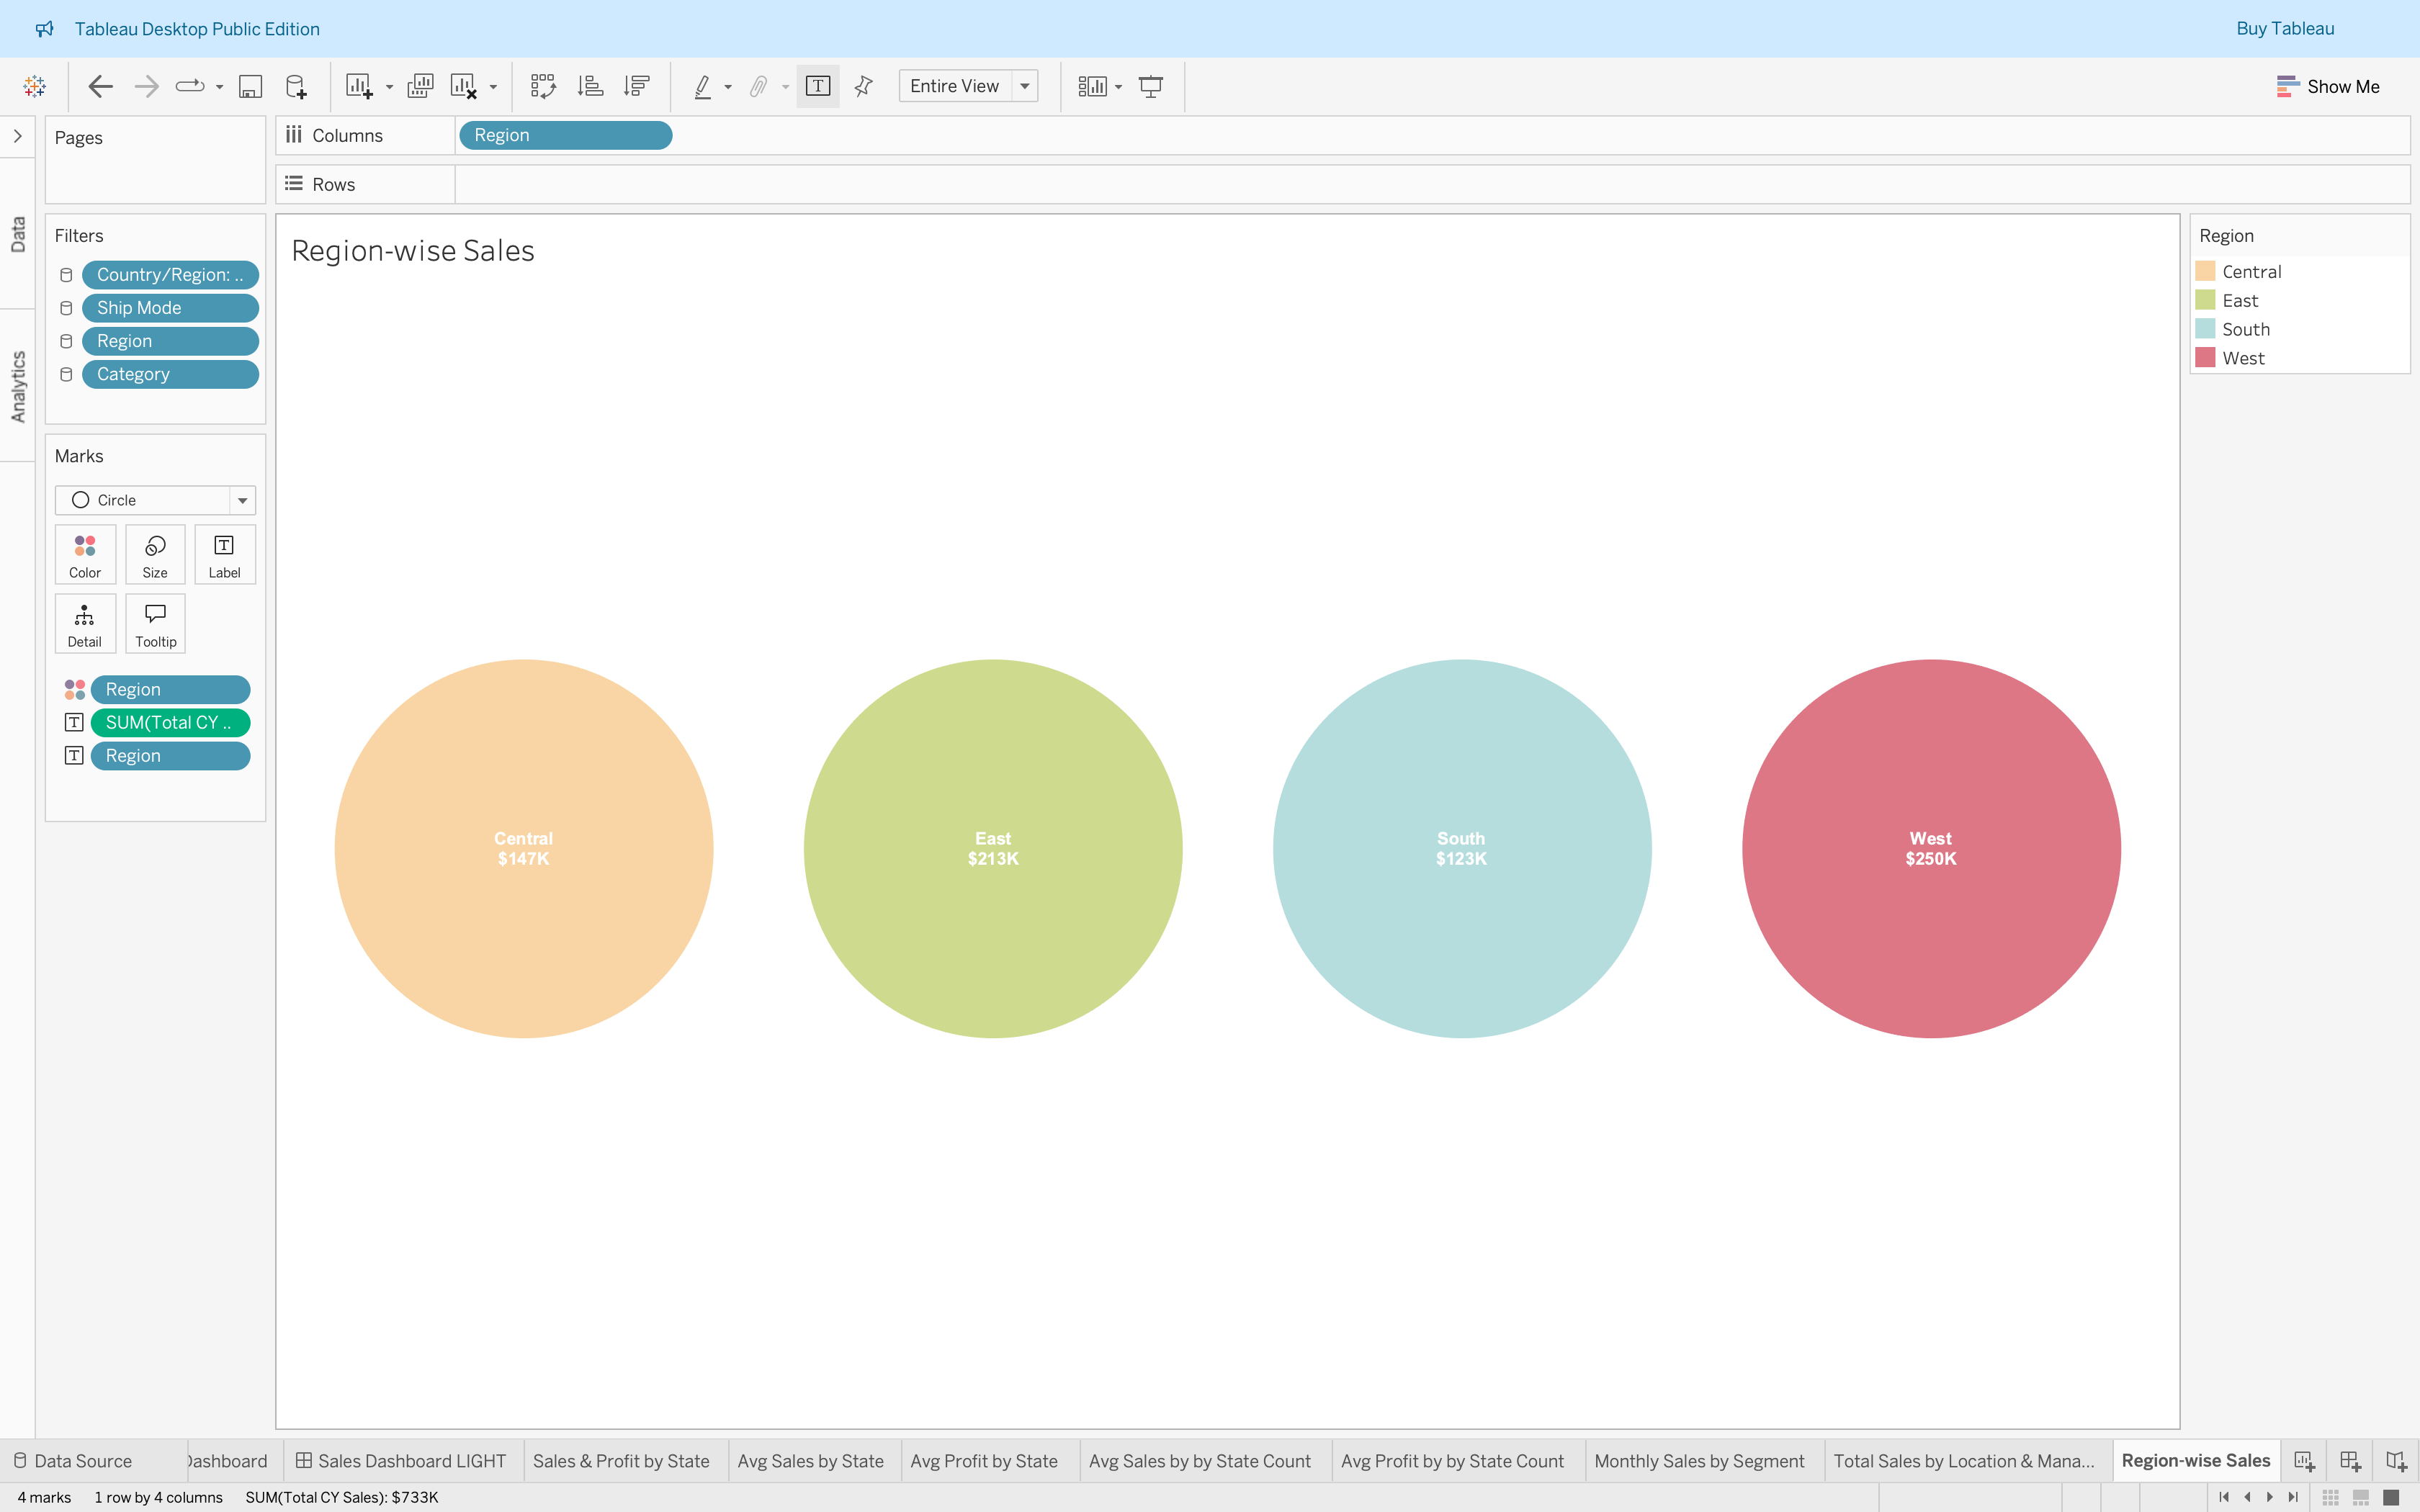 Tableau Desktop Public Edition
Buy Tableau
Entire View
Show Me
Pages
Columns
Region
Rows
Data
Analytics
Filters
Country/Region: ..
Ship Mode
Region
Category
Marks
Circle
Color
Size
Label
Detail
Tooltip
Region
SUM(Total CY ..
Region
Region-wise Sales
Central
$147K
East
$213K
South
$123K
West
$250K
Region
Central
East
South
West
Data Source
Dashboard
Sales Dashboard LIGHT
Sales & Profit by State
Avg Sales by State
Avg Profit by State
Avg Sales by by State Count
Avg Profit by by State Count
Monthly Sales by Segment
Total Sales by Location & Mana...
Region-wise Sales
4 marks
1 row by 4 columns
SUM(Total CY Sales): $733K